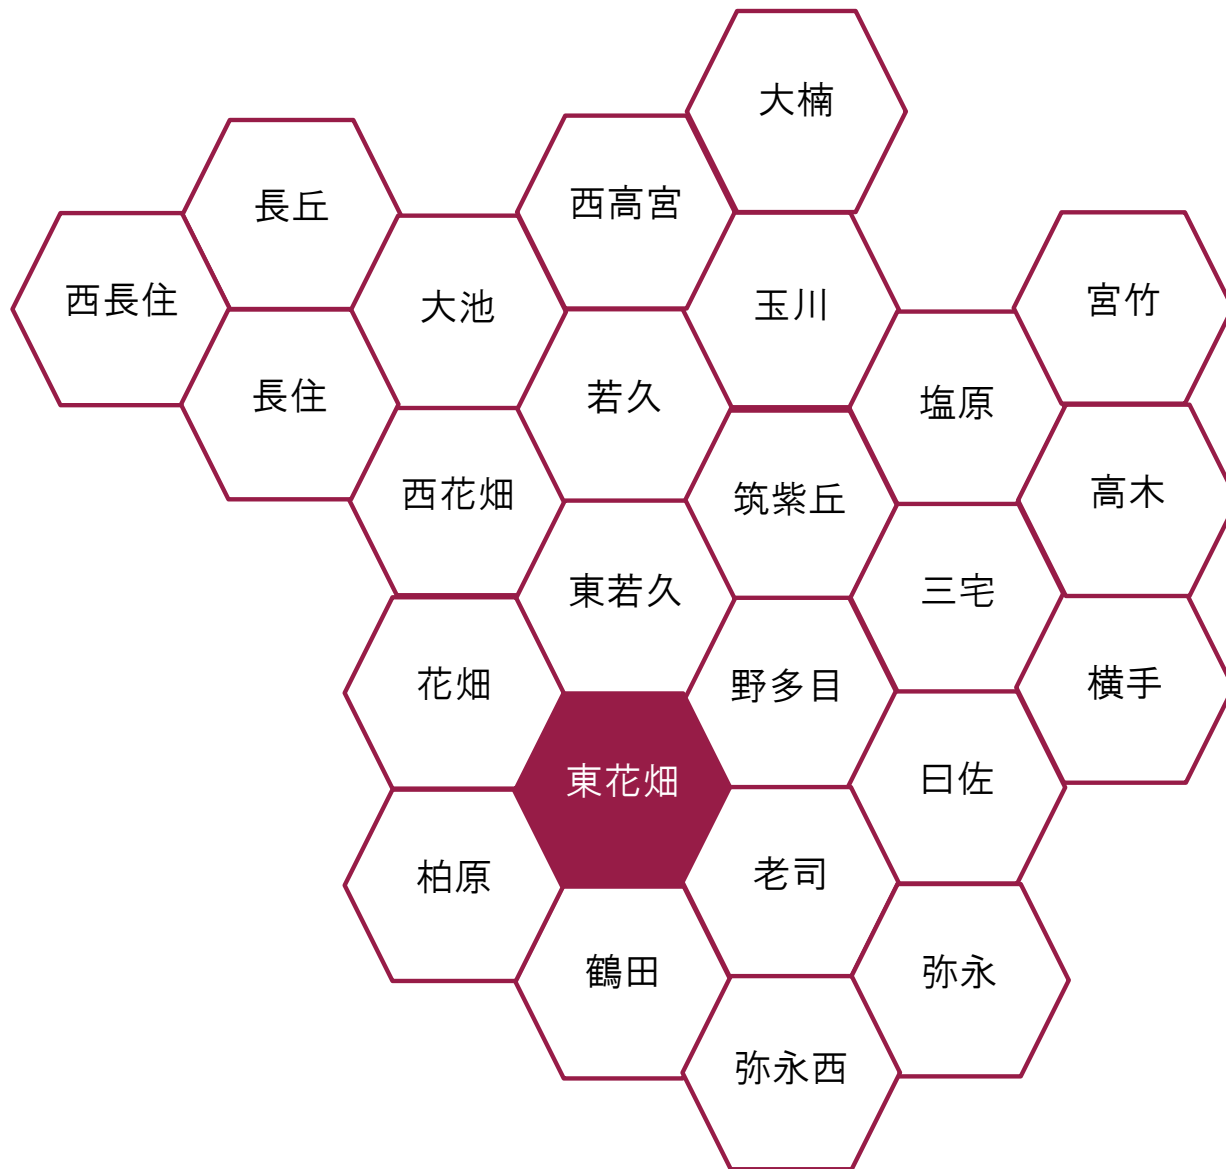 大楠
西高宮
長丘
西長住
大池
玉川
宮竹
長住
若久
塩原
西花畑
筑紫丘
高木
東若久
三宅
花畑
野多目
横手
東花畑
曰佐
柏原
老司
鶴田
弥永
弥永西